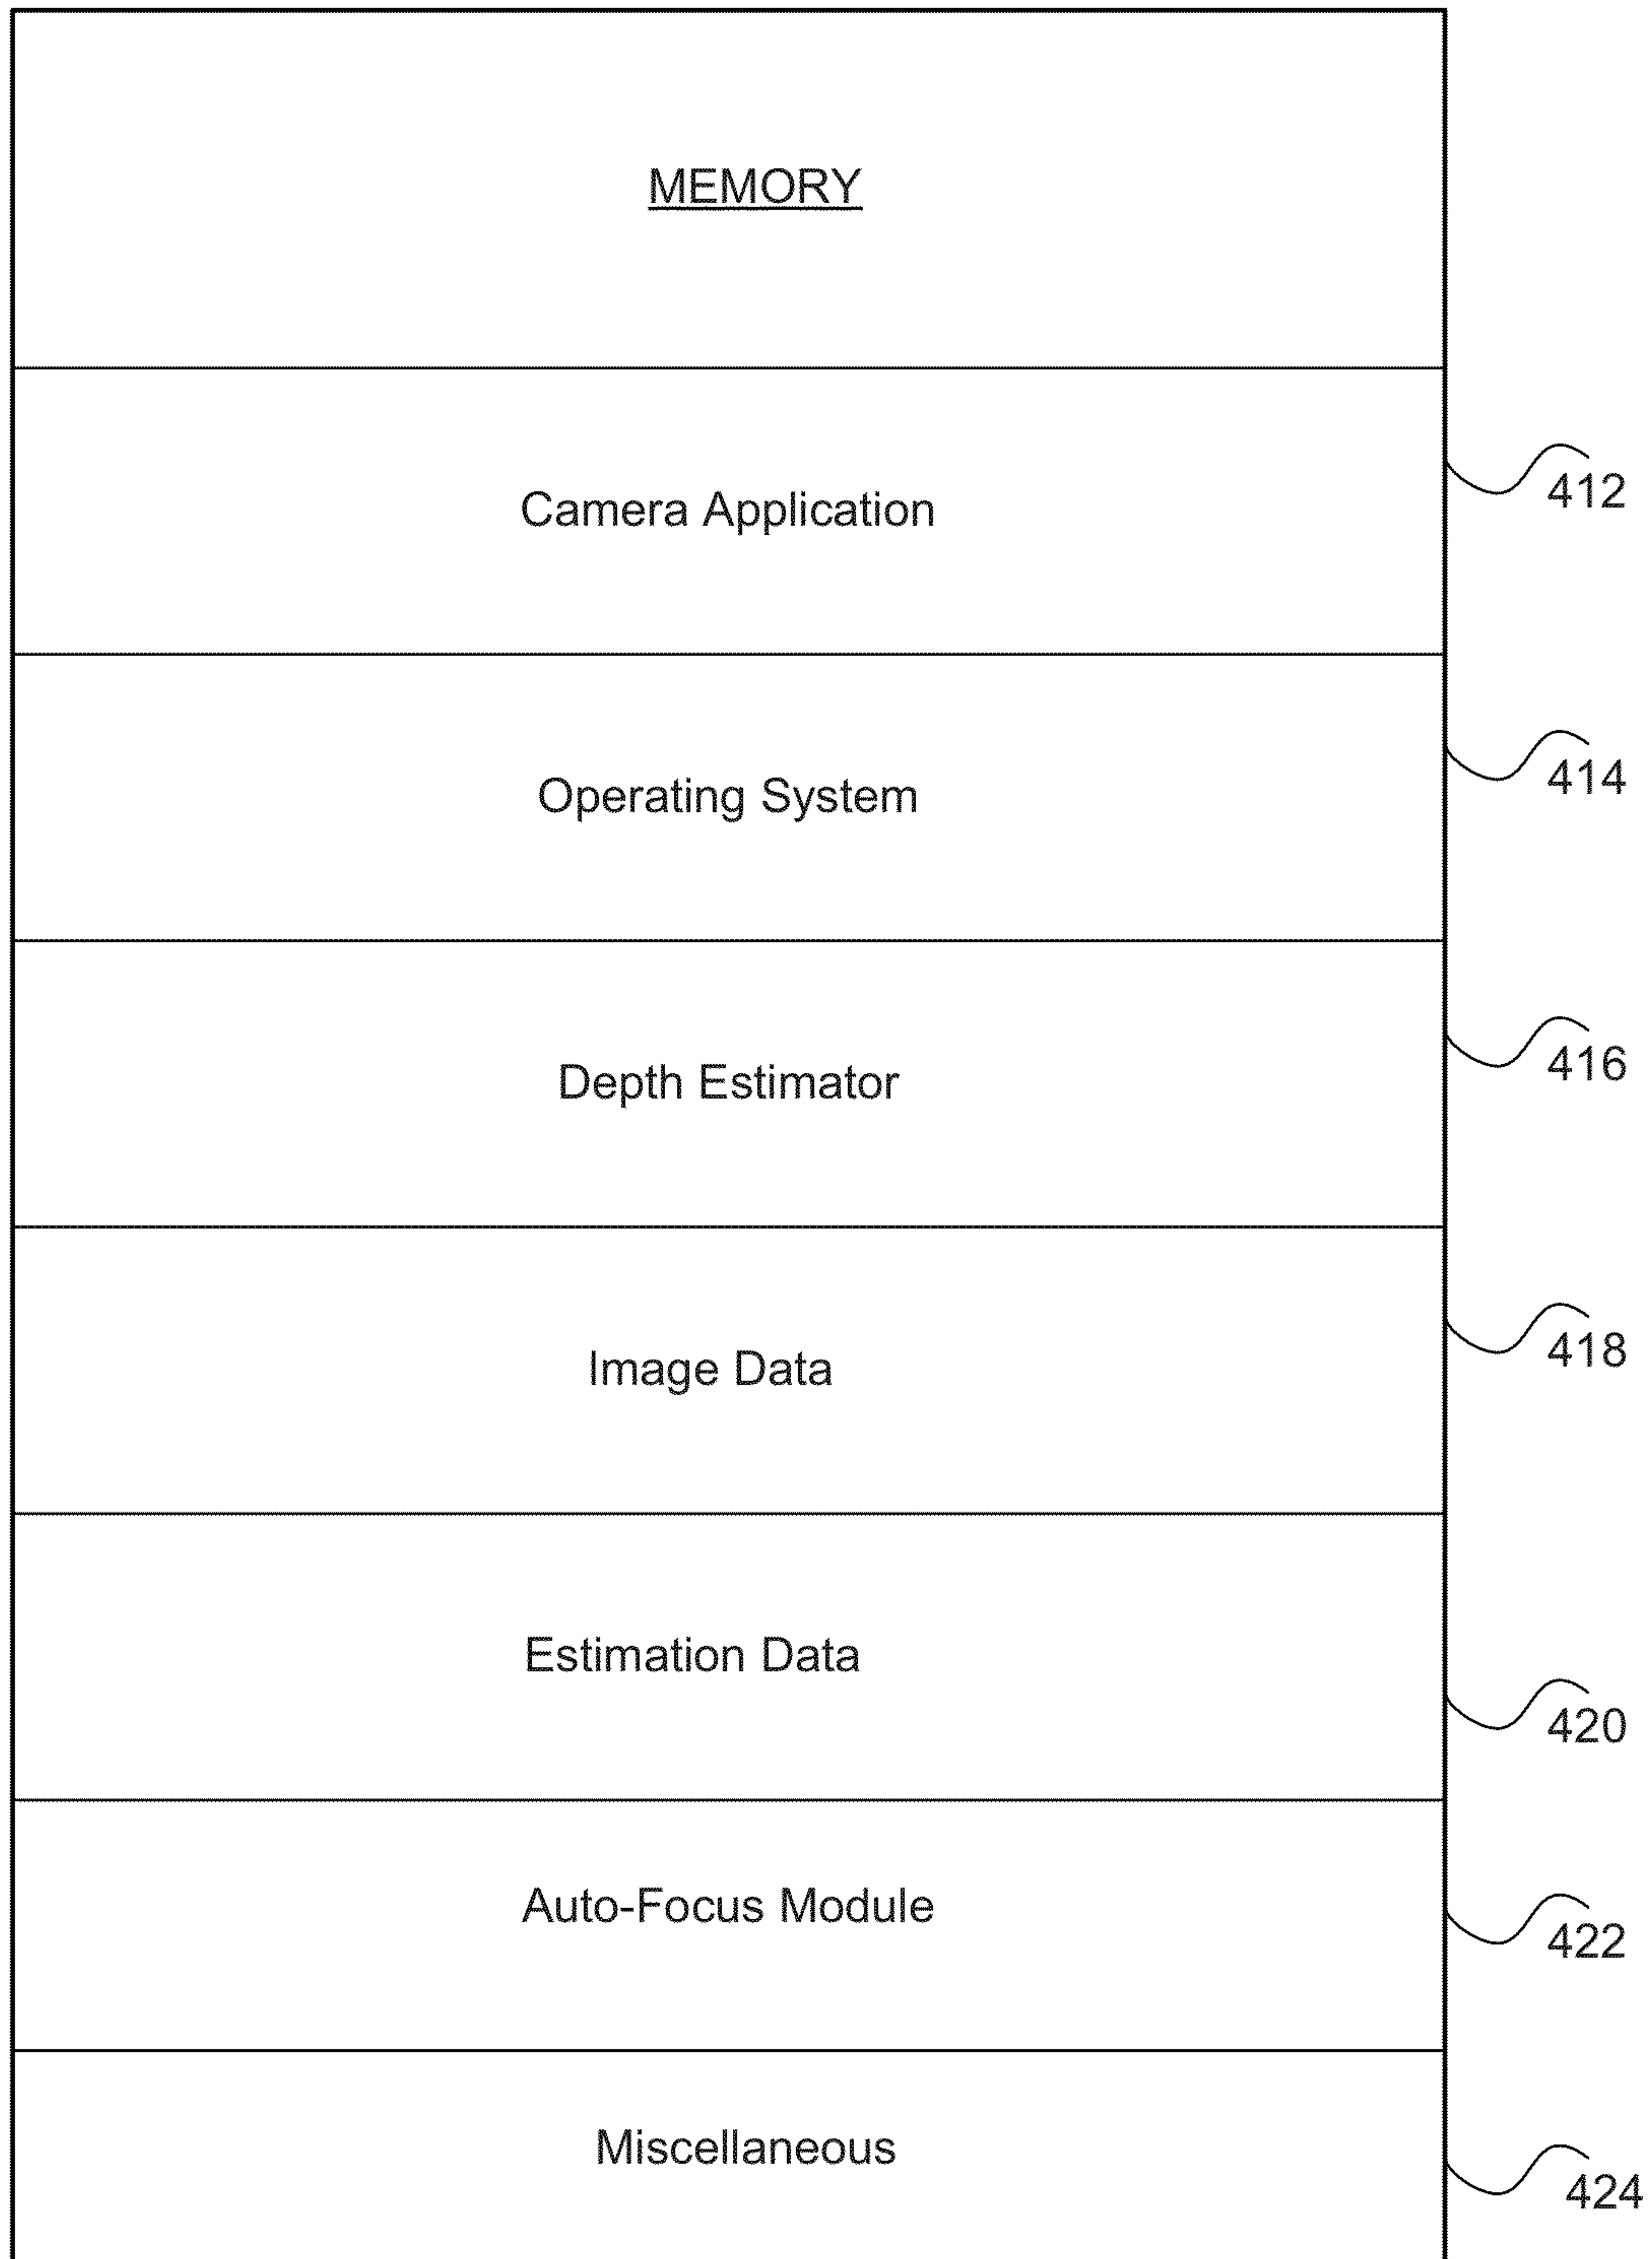 MEMORY
Camera Application
412
Operating System
414
Depth Estimator
416
Image Data
418
Estimation Data
420
Auto-Focus Module
422
Miscellaneous
424